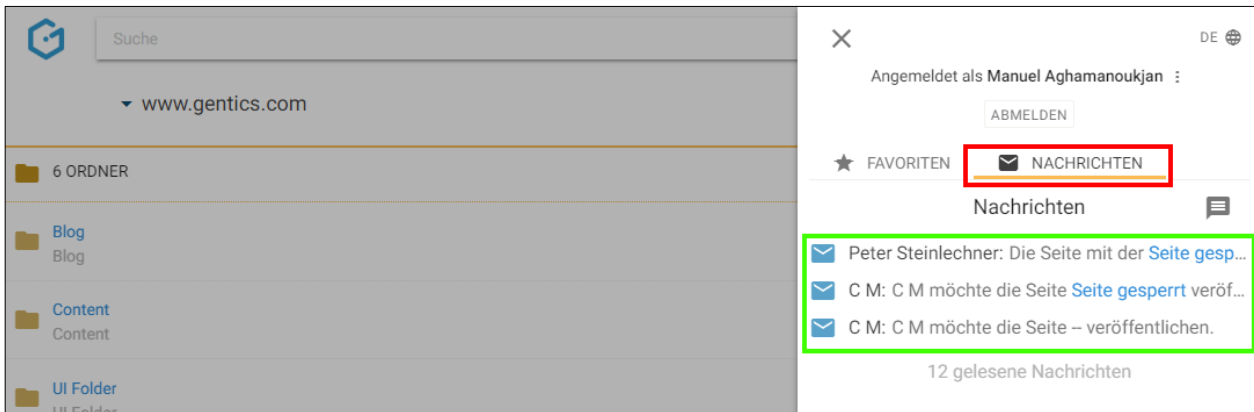 Suche
www.gentics.com
6 ORDNER
Blog
Blog
Content
Content
UI Folder
UI Folder
DE
Angemeldet als Manuel Aghamanoukjan
ABMELDEN
FAVORITEN
NACHRICHTEN
Nachrichten
Peter Steinlechner: Die Seite mit der Seite gesp...
C M: C M möchte die Seite Seite gesperrt veröf...
C M: C M möchte die Seite – veröffentlichen.
12 gelesene Nachrichten